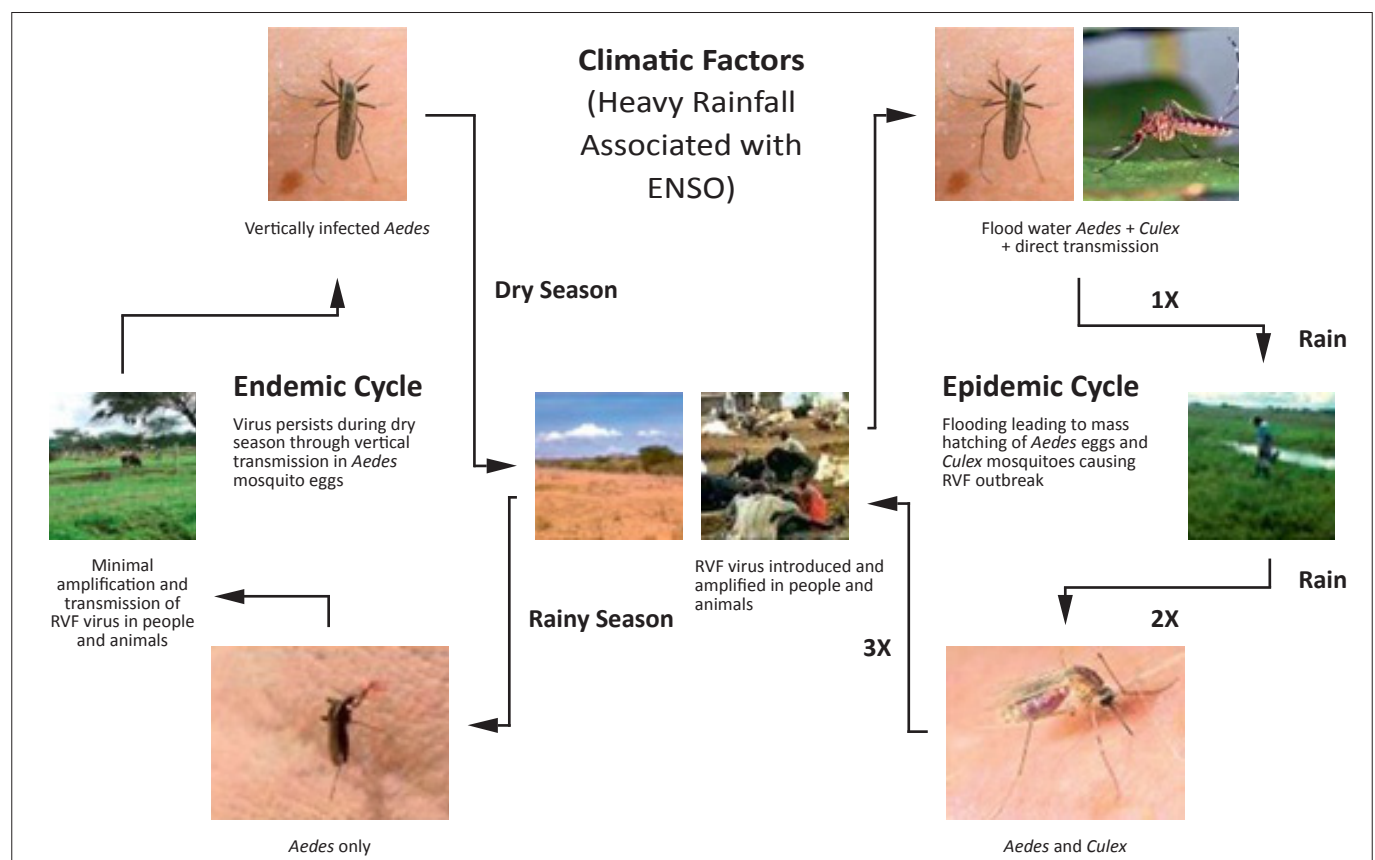 Climatic Factors
(Heavy Rainfall
Associated with
ENSO)
Vertically infected Aedes
Flood water Aedes + Culex
+ direct transmission
Dry Season
1X
Rain
Endemic Cycle
Virus persists during dry
season through vertical
transmission in Aedes
mosquito eggs
Epidemic Cycle
Flooding leading to mass
hatching of Aedes eggs and
Culex mosquitoes causing
RVF outbreak
Minimal
amplification and
transmission of
RVF virus in people
and animals
RVF virus introduced and
amplified in people and
animals
Rain
Rainy Season
2X
3X
Aedes only
Aedes and Culex